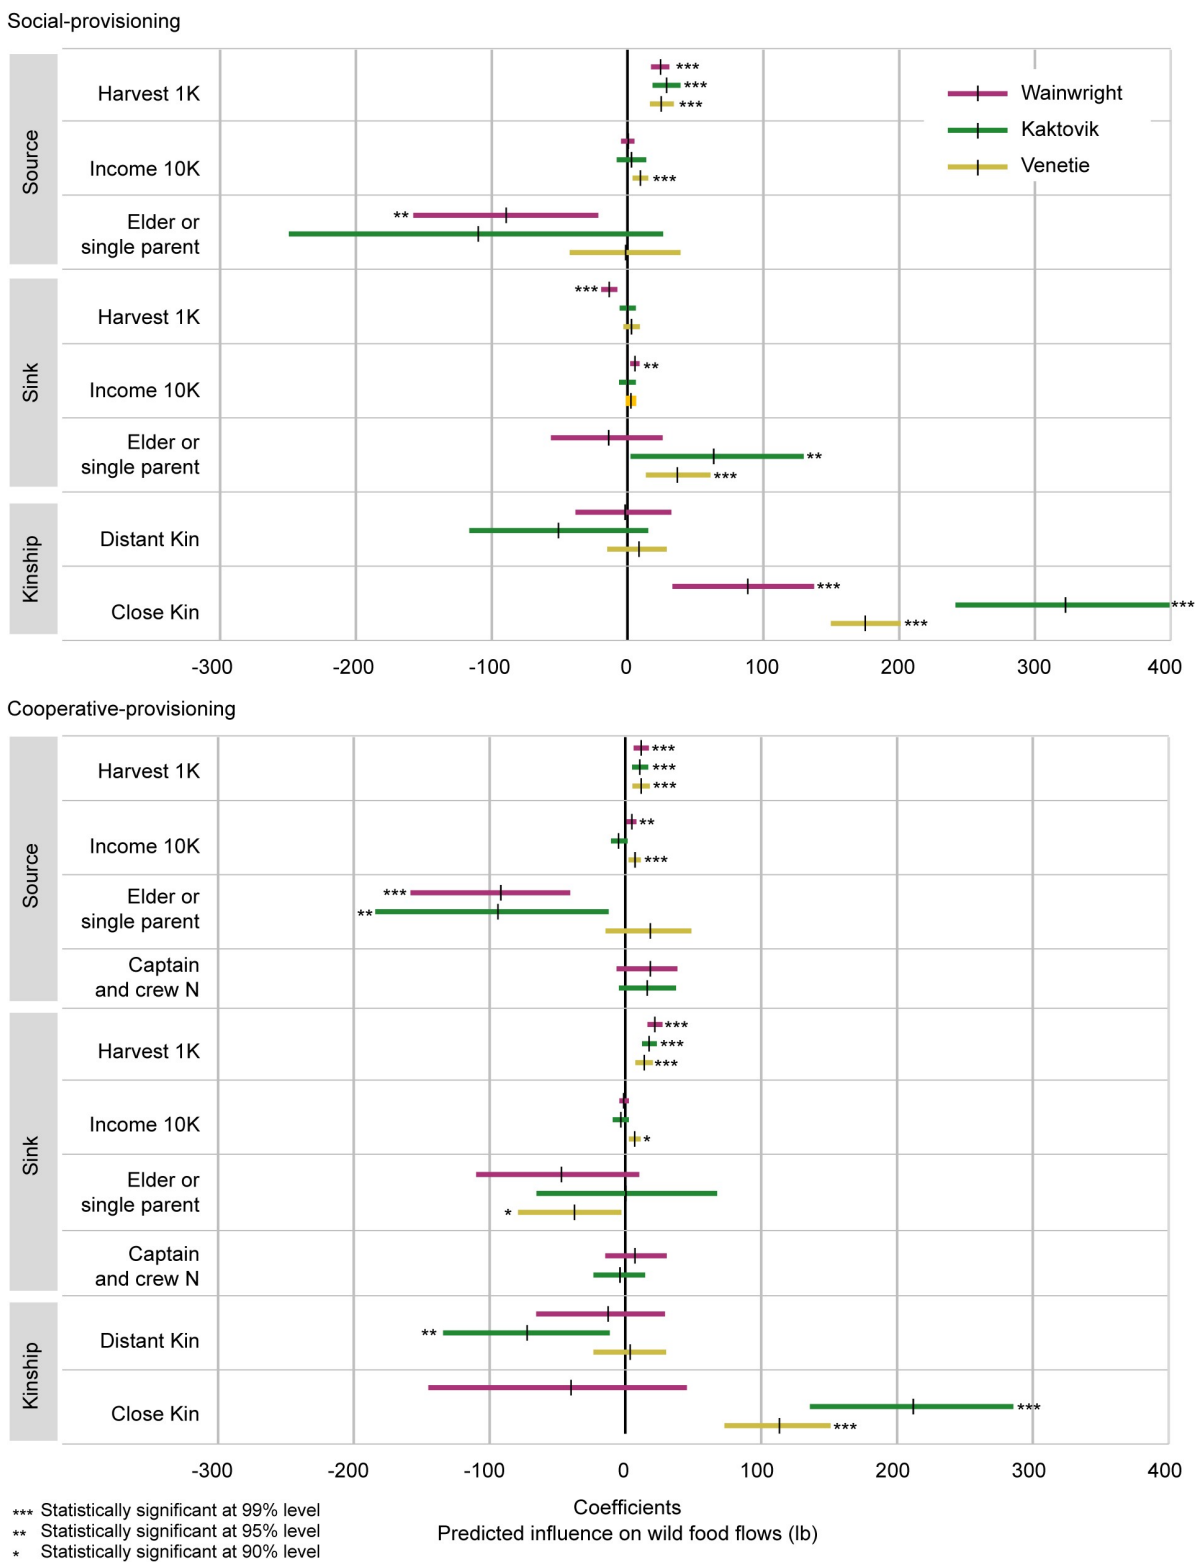 Social-provisioning
Source
Harvest 1K
***
***
***
Wainwright
Kaktovik
Venetie
Income 10K
***
Elder or
single parent
**
Sink
Harvest 1K
***
Income 10K
**
Elder or
single parent
**
***
Kinship
Distant Kin
Close Kin
***
***
***
-300 -200 -100 0 100 200 300 400
Cooperative-provisioning
Source
Harvest 1K
***
***
***
Income 10K
**
***
Elder or
single parent
***
**
Captain
and crew N
Sink
Harvest 1K
***
***
***
Income 10K
*
Elder or
single parent
*
Captain
and crew N
Kinship
Distant Kin
**
Close Kin
***
***
-300 -200 -100 0 100 200 300 400
Coefficients
Predicted influence on wild food flows (lb)
*** Statistically significant at 99% level
** Statistically significant at 95% level
* Statistically significant at 90% level